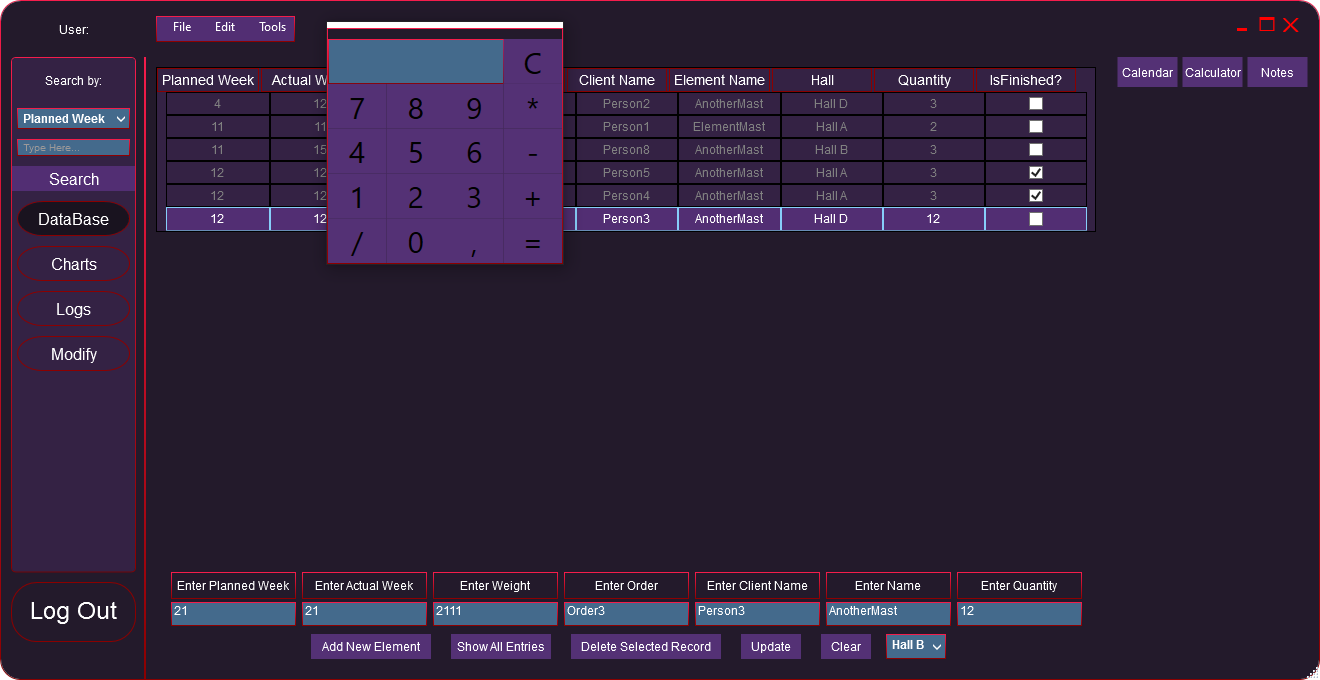 User:
File Edit Tools
Search by:
Planned Week
Type Here...
Search
DataBase
Charts
Logs
Modify
Log Out
Planned Week Actual W Client Name Element Name Hall Quantity IsFinished?
4 12 Person2 AnotherMast Hall D 3
11 11 Person1 ElementMast Hall A 2
11 15 Person8 AnotherMast Hall B 3
12 12 Person5 AnotherMast Hall A 3
12 12 Person4 AnotherMast Hall A 3
12 12 Person3 AnotherMast Hall D 12
C
7 8 9 *
4 5 6 -
1 2 3 +
/ 0 , =
Calendar Calculator Notes
Enter Planned Week Enter Actual Week Enter Weight Enter Order Enter Client Name Enter Name Enter Quantity
21 21 2111 Order3 Person3 AnotherMast 12
Add New Element Show All Entries Delete Selected Record Update Clear Hall B